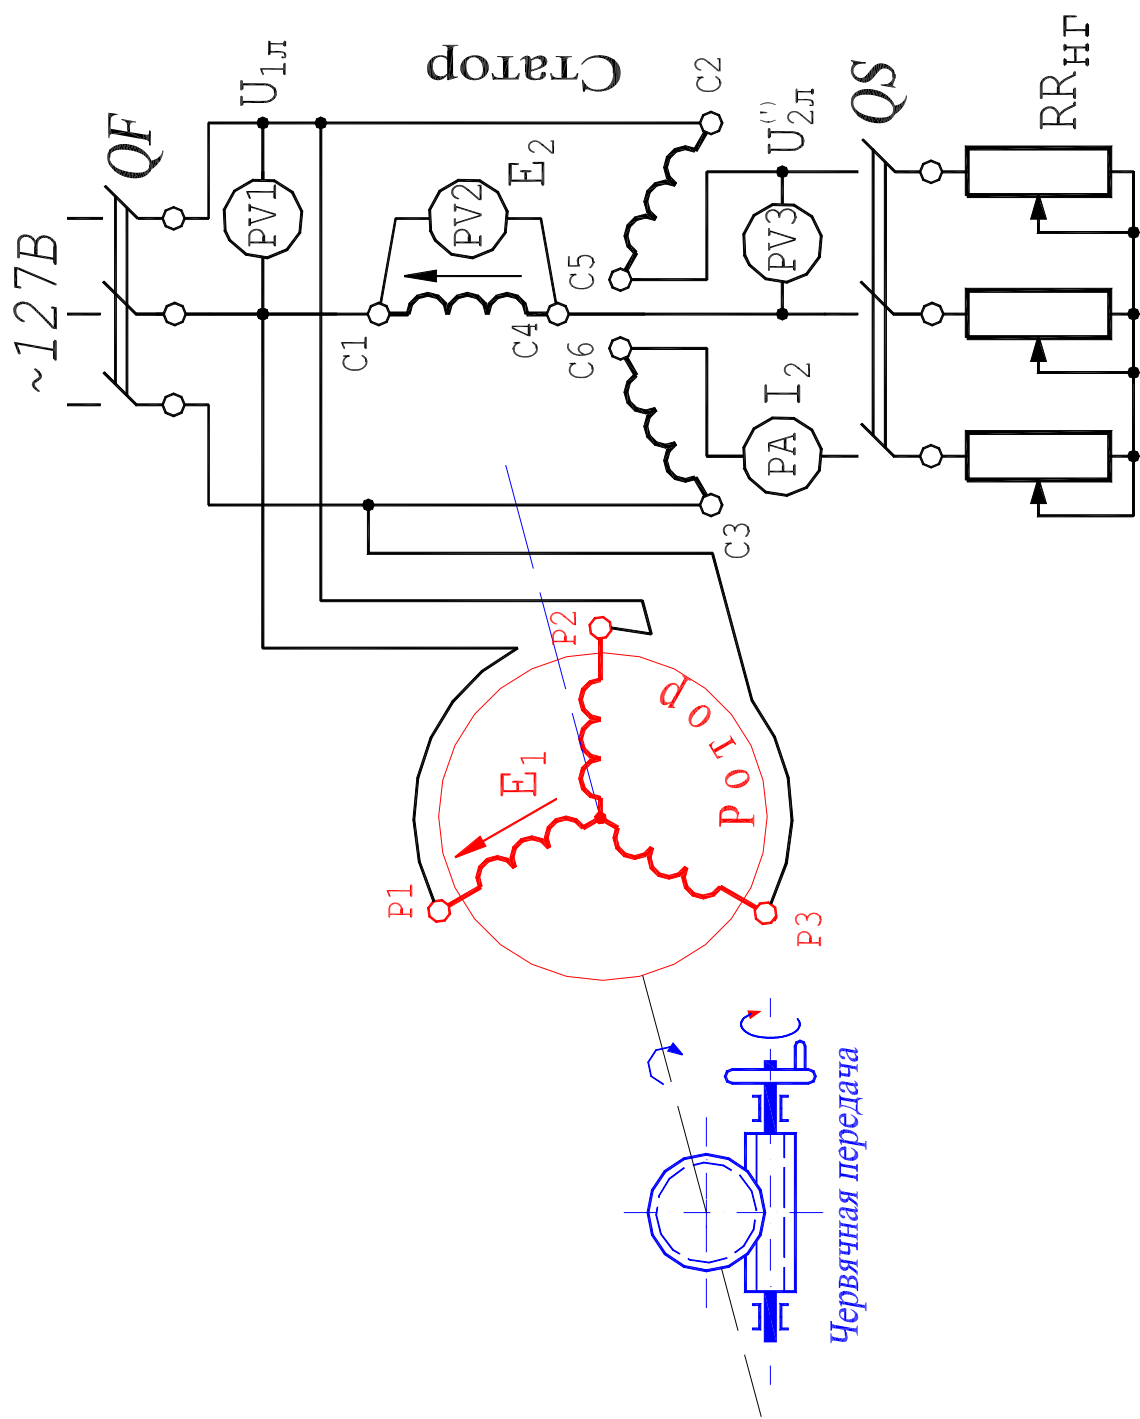 ~127В
QF
U1л
PV1
Статор
PV2
E2
C1
C4
C2
C5
C6
C3
U(')2л
PV3
I2
PA
QS
RRнг
P2
E1
Ротор
P1
P3
Червячная передача